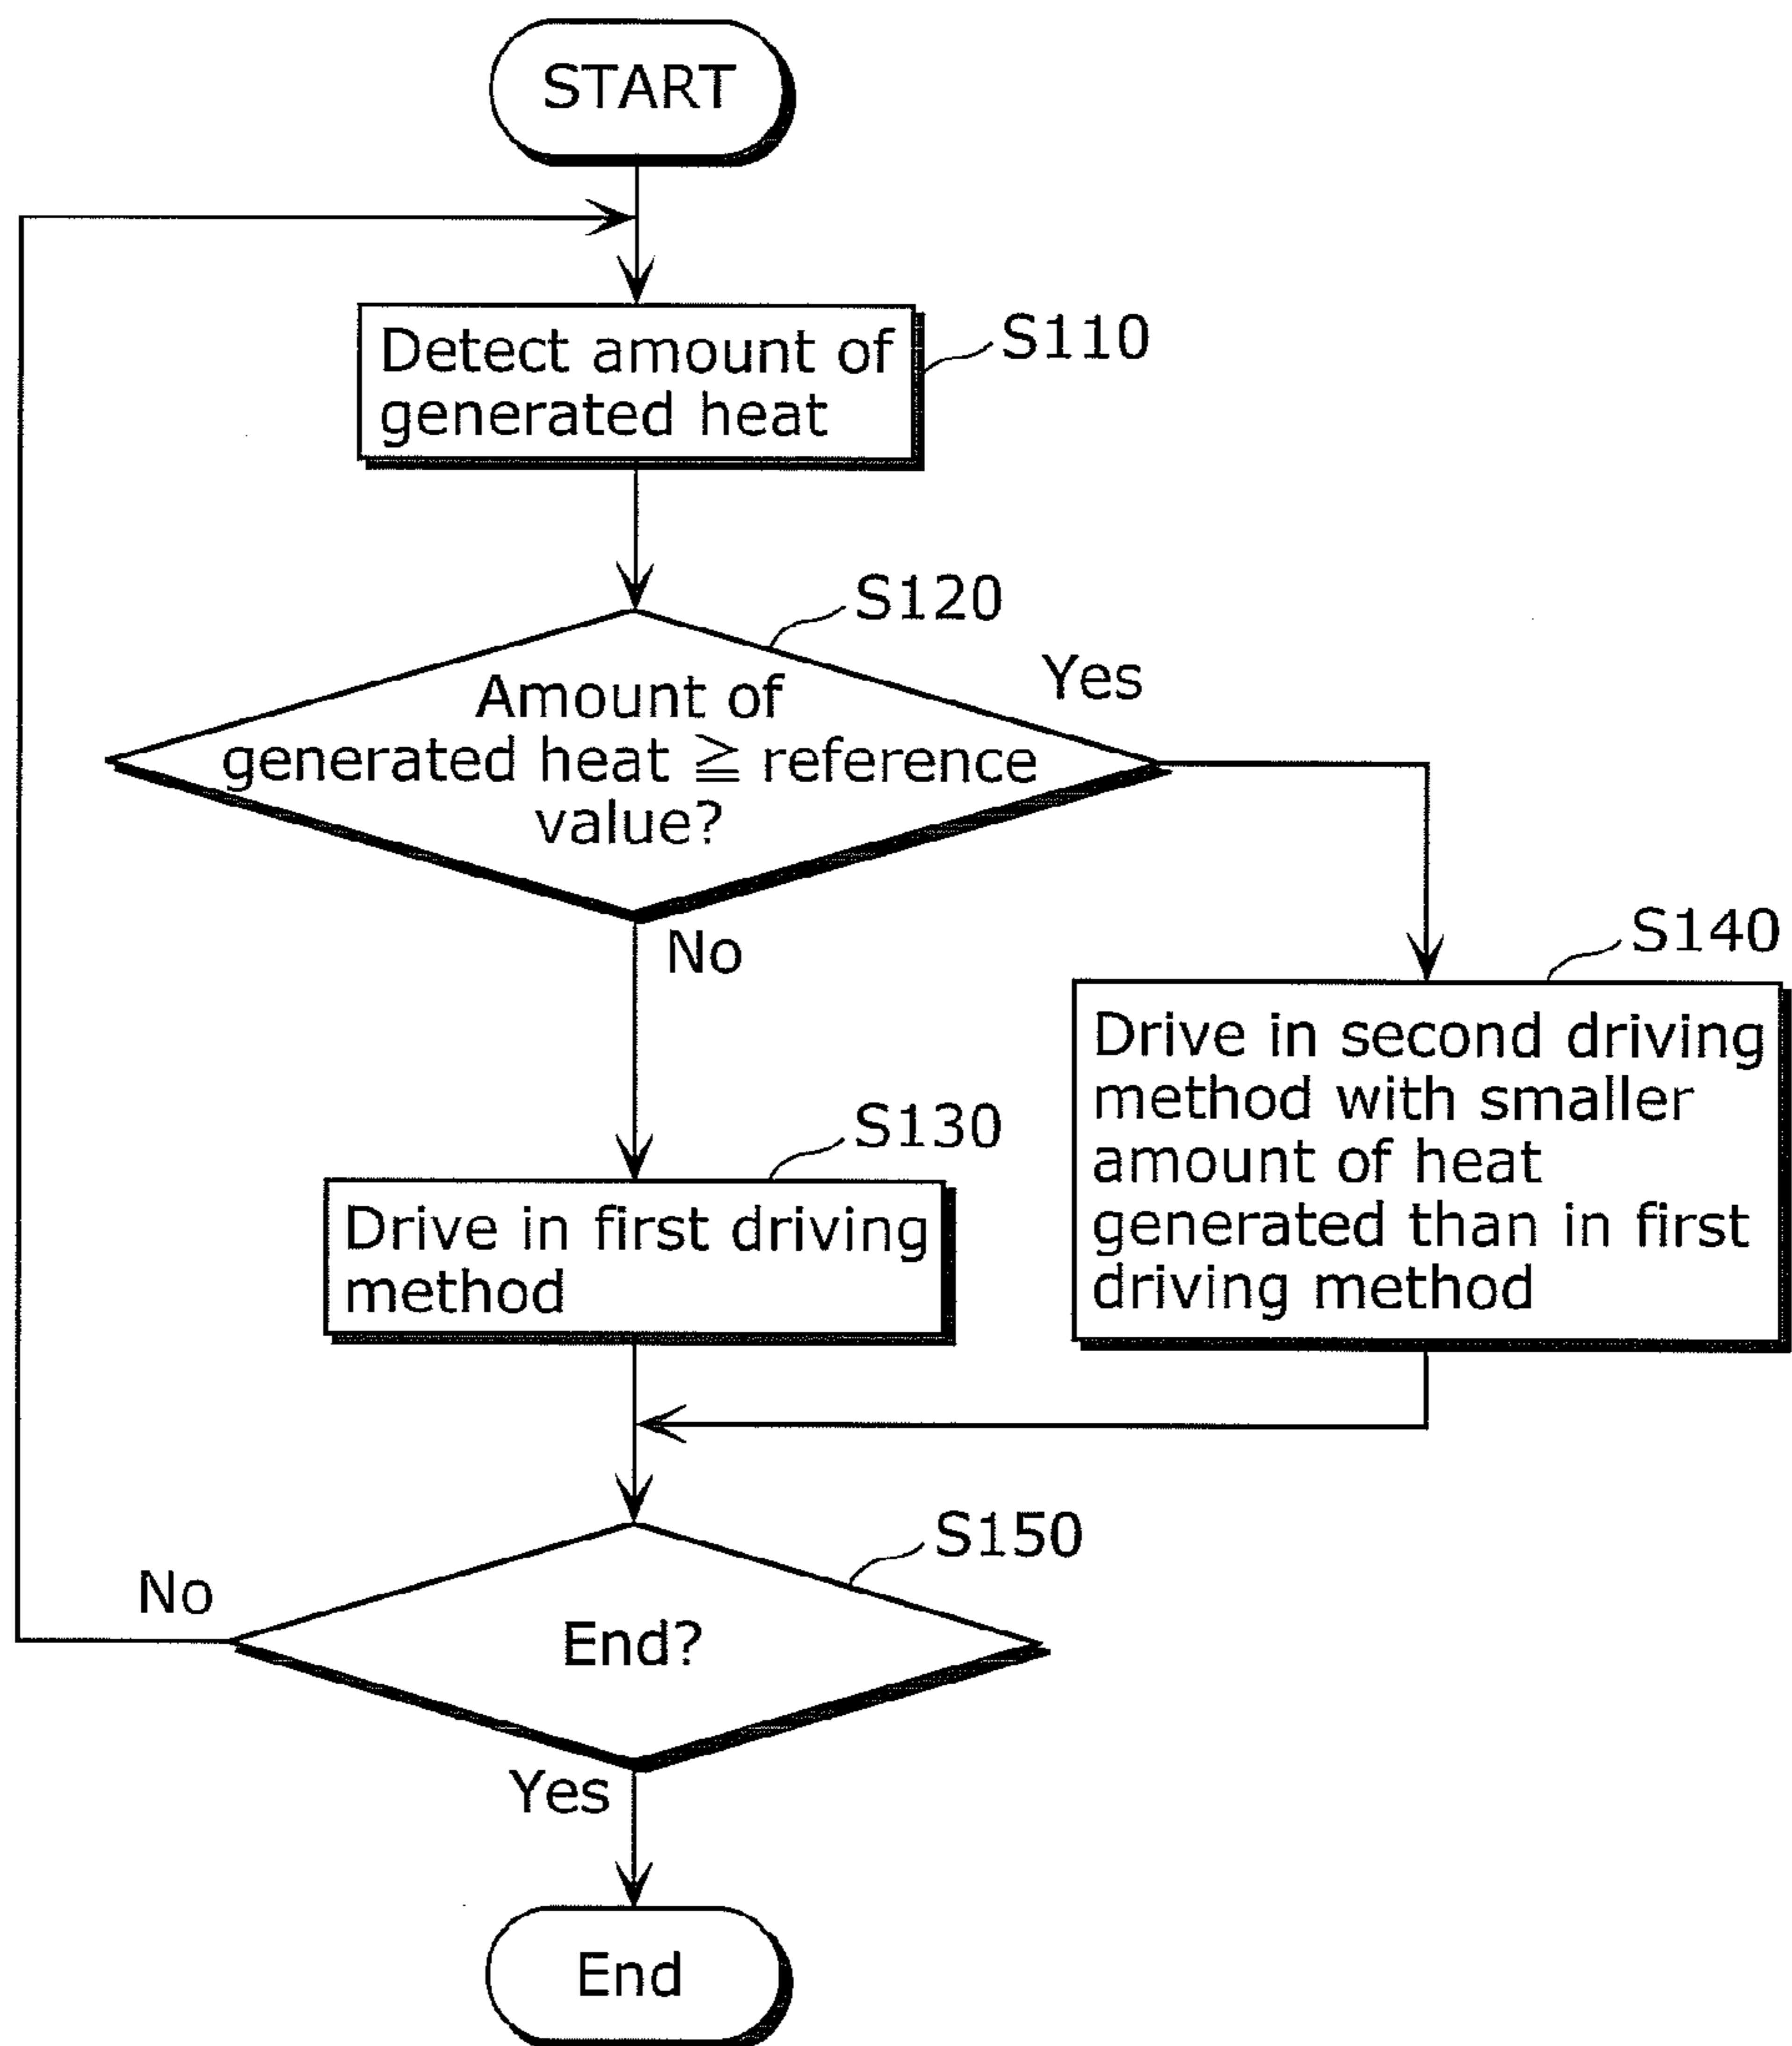 START
Detect amount of
generated heat
S110
S120
Amount of
generated heat ≧ reference
value?
Yes
No
S140
Drive in second driving
method with smaller
amount of heat
generated than in first
driving method
S130
Drive in first driving
method
S150
End?
No
Yes
End